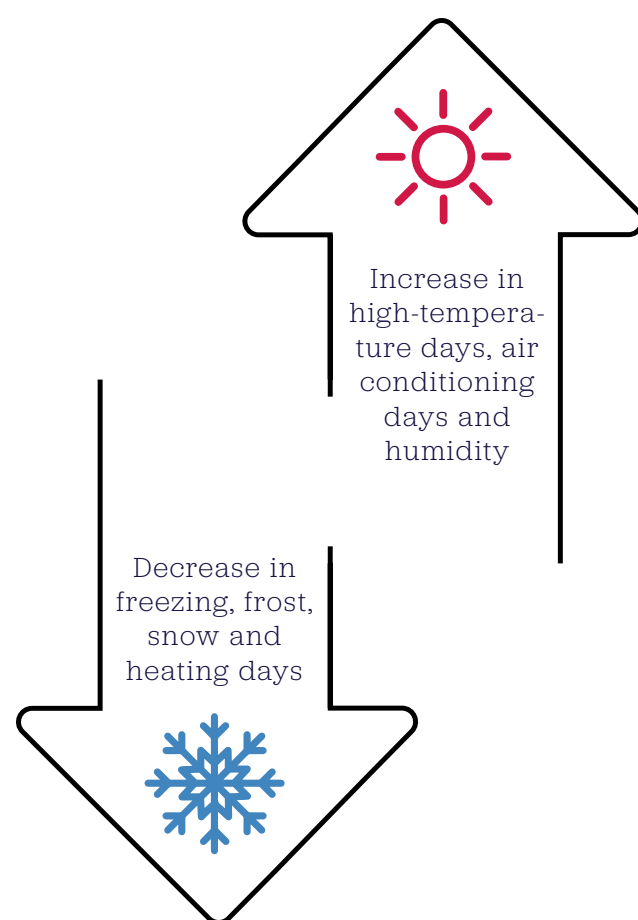 Increase in
high-tempera-
ture days, air
conditioning
days and
humidity
Decrease in
freezing, frost,
snow and
heating days